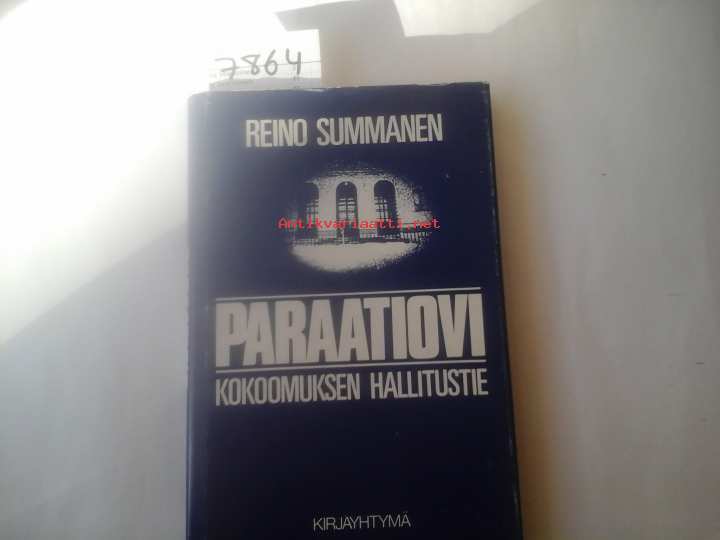 7864
REINO SUMMANEN
Antikvariaatti.net
PARAATIOVI
KOKOOMUKSEN HALLITUSTIE
KIRJAYHTYMÄ